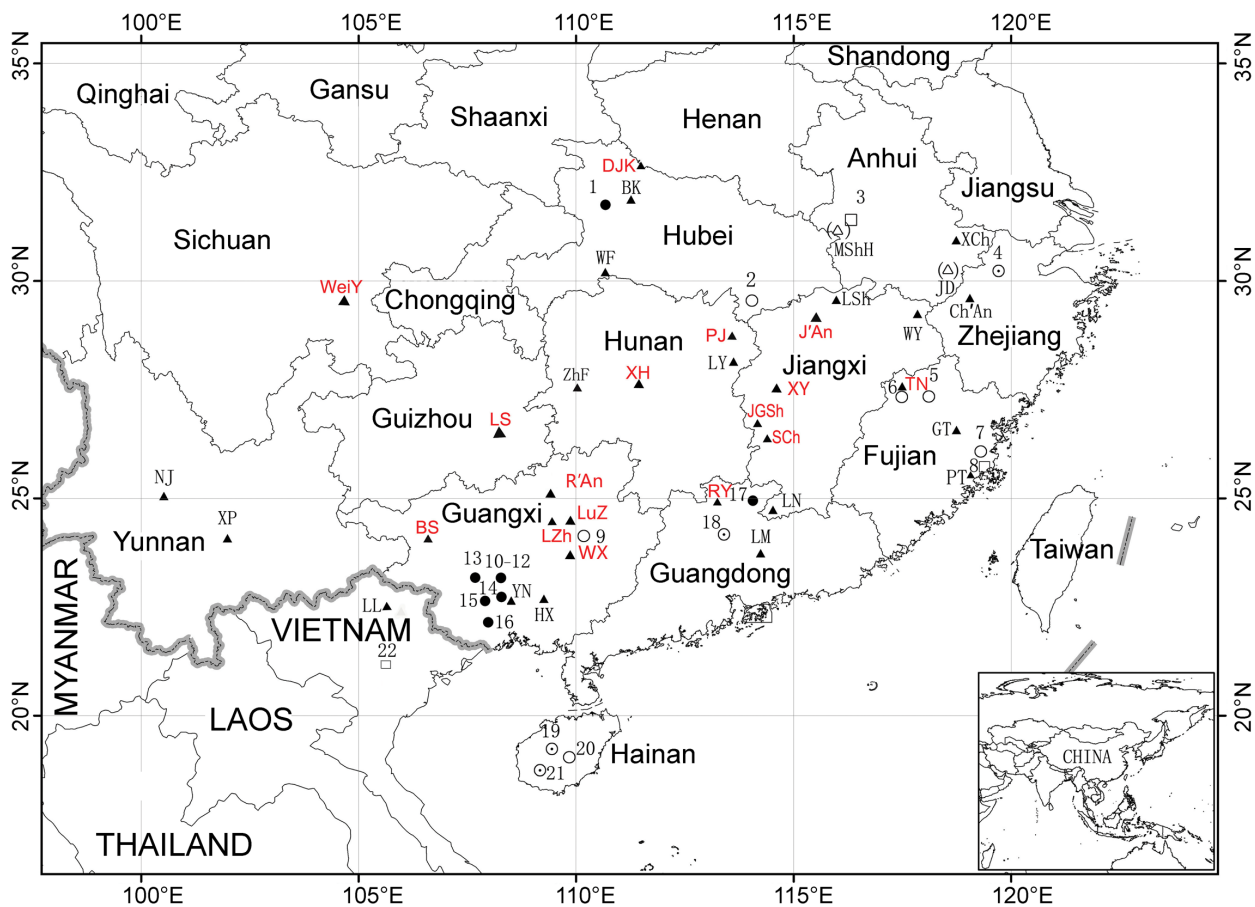 100°E 105°E 110°E 115°E 120°E
35°N 35°N
Shandong
Qinghai Gansu Shaanxi Henan
Anhui
Jiangsu
DJK
1 BK
3
Sichuan Hubei
(△)
MShH
XCh
4
WF
(△)
JD
30°N 30°N
WeiY
Chongqing
2
LSh
Ch'An
Hunan PJ J'An WY Zhejiang
LY Jiangxi
ZhF XH XY
6 TN 5
Guizhou LS
JGSh
SCh
GT 7
Fujian
8
PT
25°N 25°N
NJ
R'An
RY 17 LN
XP
Guangxi LuZ
BS LZh 9
18 LM
Yunnan WX Taiwan
13 10-12 Guangdong
14 YN
15 HX
16
LL
MYANMAR
VIETNAM
22
20°N 20°N
LAOS
19 20
21
Hainan
CHINA
THAILAND
100°E 105°E 110°E 115°E 120°E